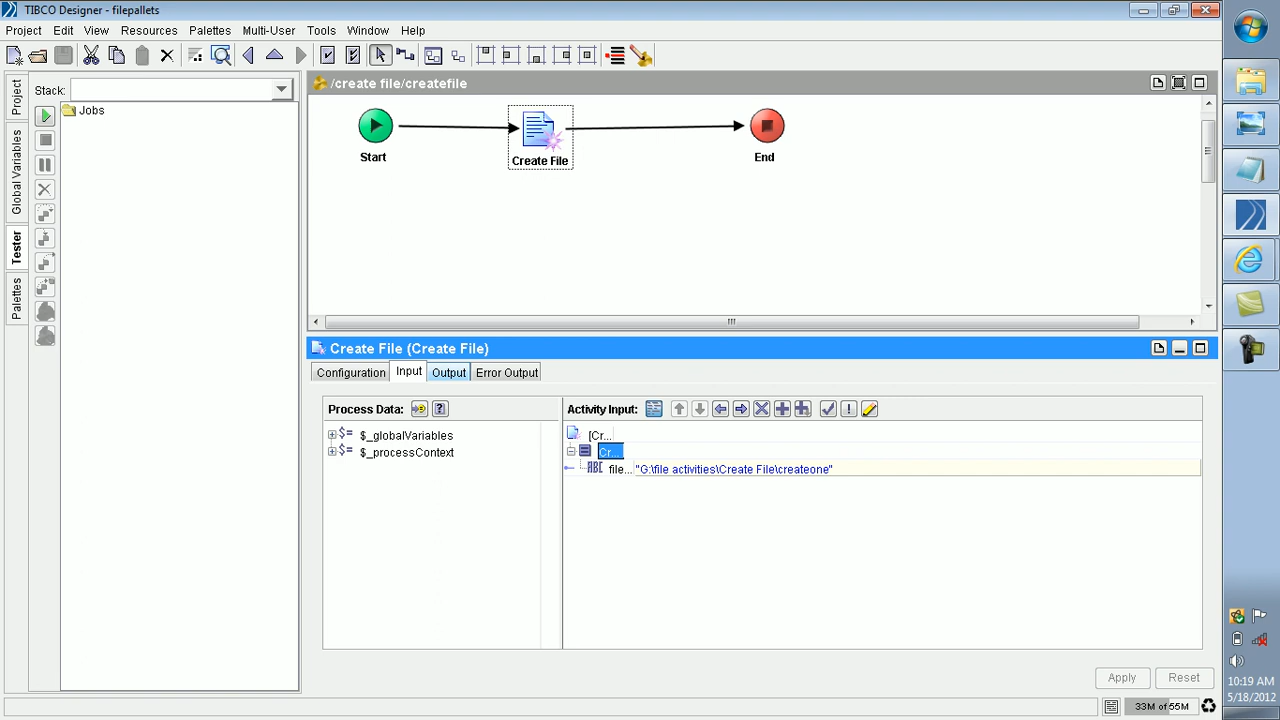 TIBCO Designer - filepallets
Project Edit View Resources Palettes Multi-User Tools Window Help
Project
Global Variables
Tester
Palettes
Stack:
Jobs
/create file/createfile
Start
Create File
End
Create File (Create File)
Configuration Input Output Error Output
Process Data:
$_globalVariables
$_processContext
Activity Input:
[Cr...
Cr...
file... "G:\file activities\Create File\createone"
Apply Reset
33M of 55M
10:19 AM
5/18/2012